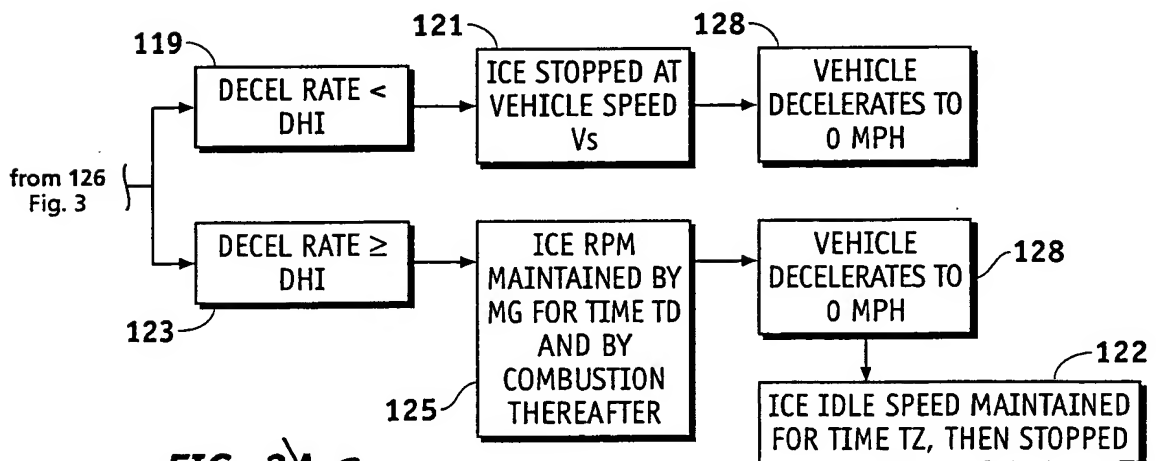 119
DECEL RATE <
DHI
121
ICE STOPPED AT
VEHICLE SPEED
Vs
128
VEHICLE
DECELERATES TO
0 MPH
from 126
Fig. 3
DECEL RATE ≥
DHI
123
ICE RPM
MAINTAINED BY
MG FOR TIME TD
AND BY
COMBUSTION
THEREAFTER
125
VEHICLE
DECELERATES TO
0 MPH
128
122
ICE IDLE SPEED MAINTAINED
FOR TIME TZ, THEN STOPPED